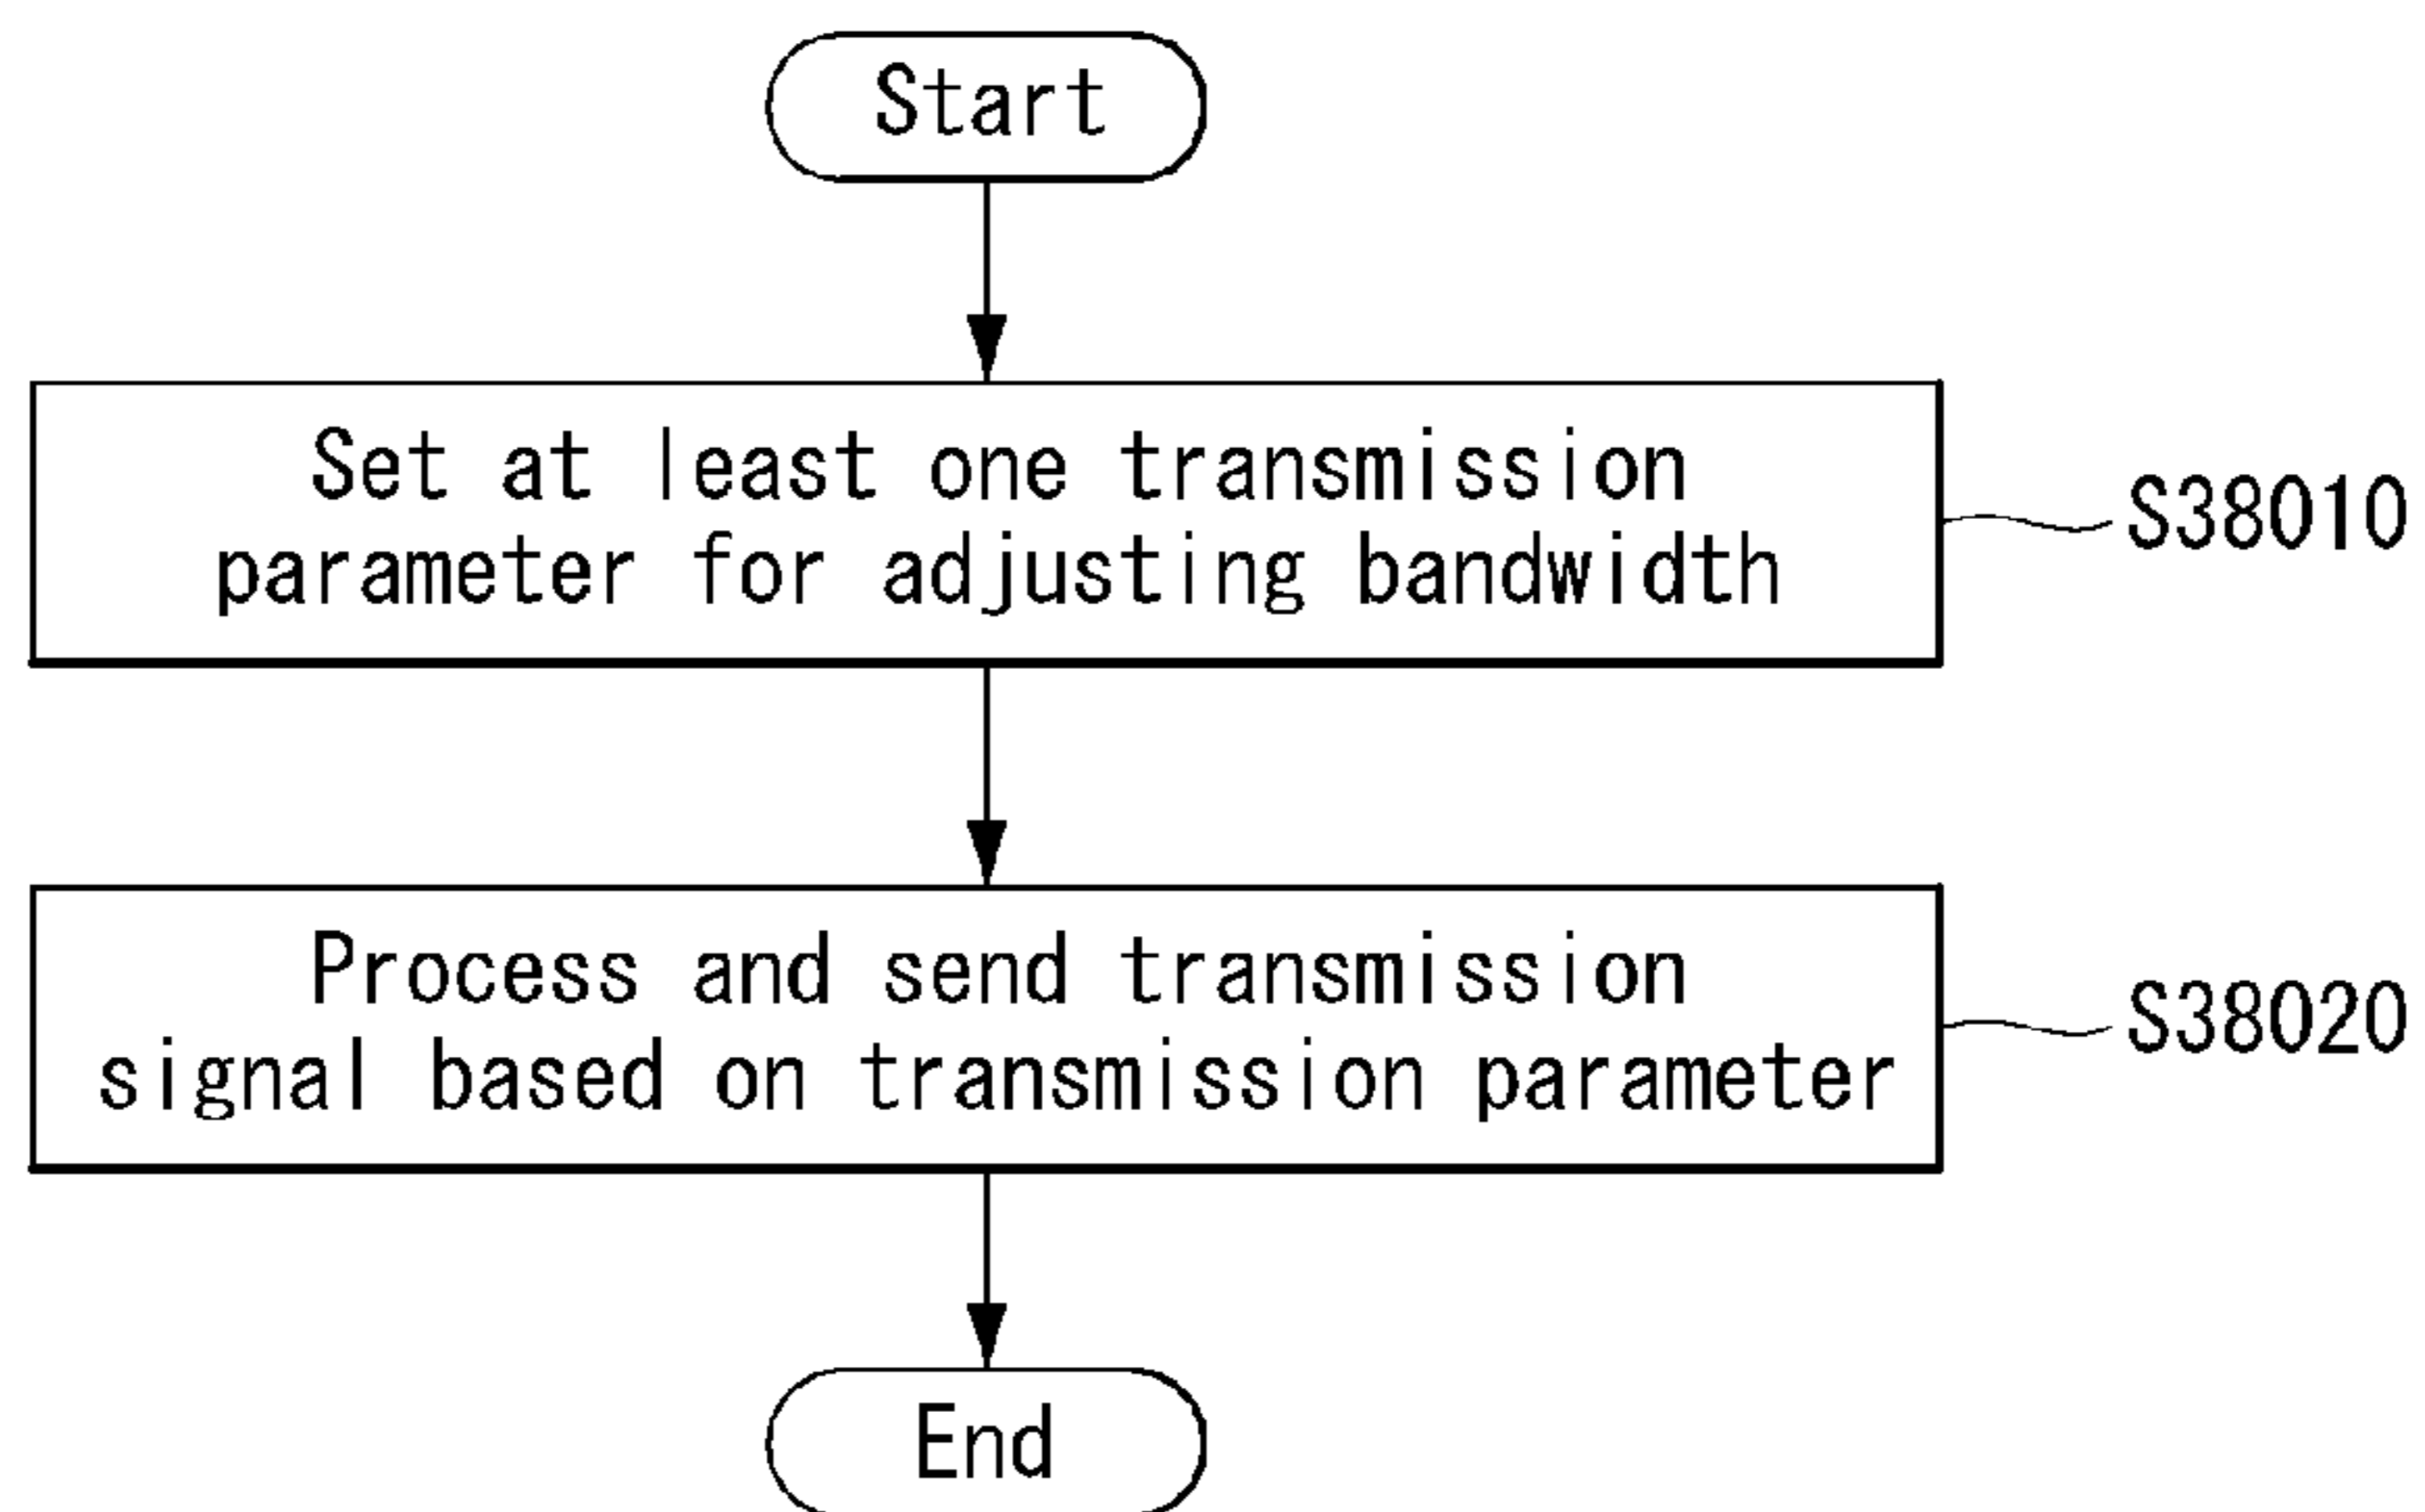 Start
Set at least one transmission
parameter for adjusting bandwidth
S38010
Process and send transmission
signal based on transmission parameter
S38020
End